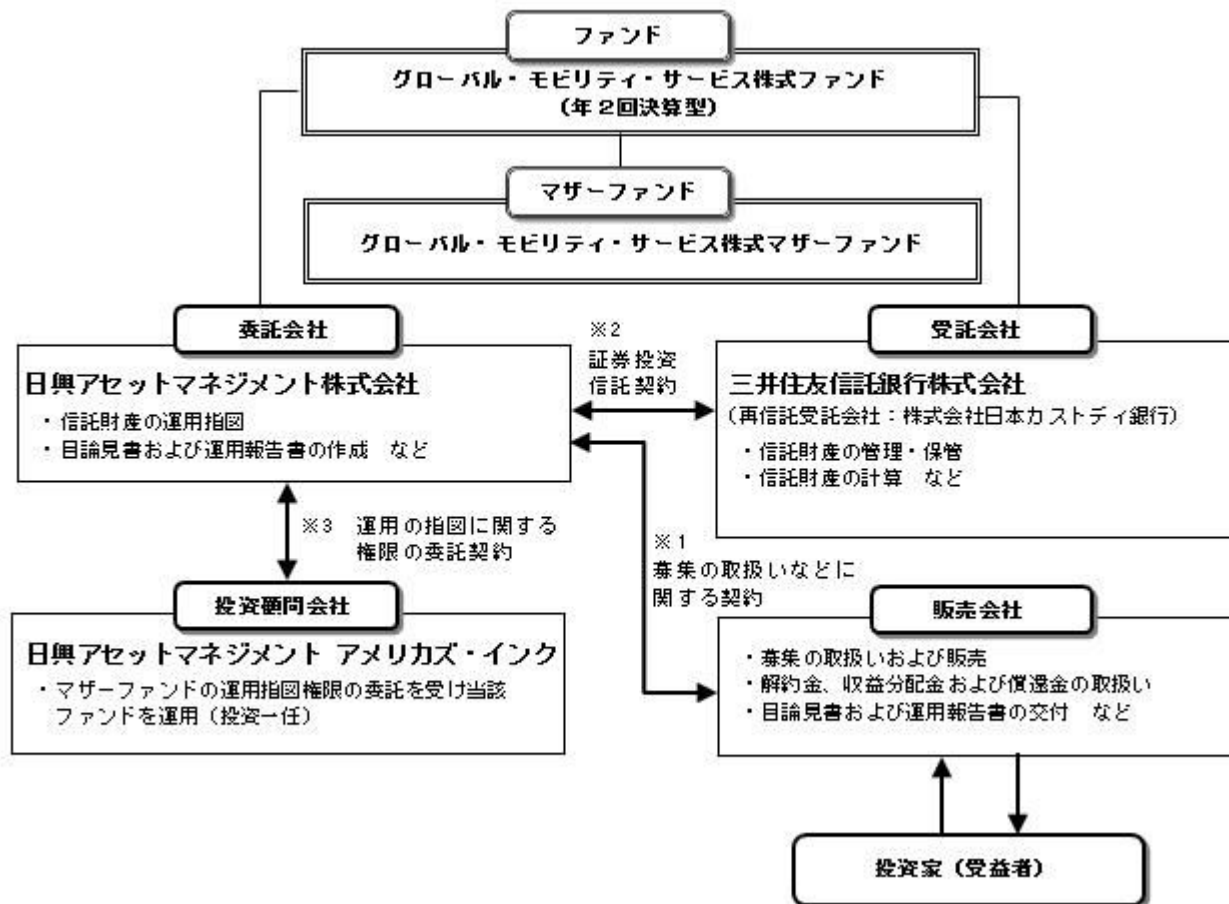 ファンド
グローバル・モビリティ・サービス株式ファンド
（年２回決算型）
マザーファンド
グローバル・モビリティ・サービス株式マザーファンド
委託会社
日興アセットマネジメント株式会社
・信託財産の運用指図
・目論見書および運用報告書の作成　など
※２
証券投資
信託契約
受託会社
三井住友信託銀行株式会社
（再信託受託会社：株式会社日本カストディ銀行）
・信託財産の管理・保管
・信託財産の計算　など
※３　運用の指図に関する
権限の委託契約
※１
募集の取扱いなどに
関する契約
投資顧問会社
日興アセットマネジメント アメリカズ・インク
・マザーファンドの運用指図権限の委託を受け当該
ファンドを運用（投資一任）
販売会社
・募集の取扱いおよび販売
・解約金、収益分配金および償還金の取扱い
・目論見書および運用報告書の交付　など
投資家（受益者）